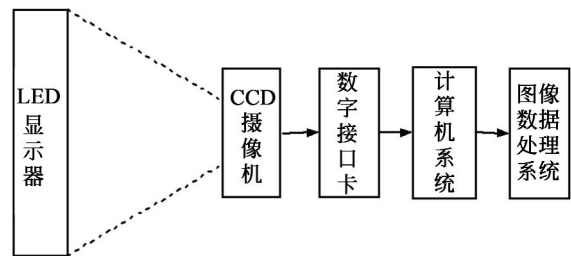 LED
显
示
器
CCD
摄
像
机
数
字
接
口
卡
计
算
机
系
统
图像
数据
处理
系统